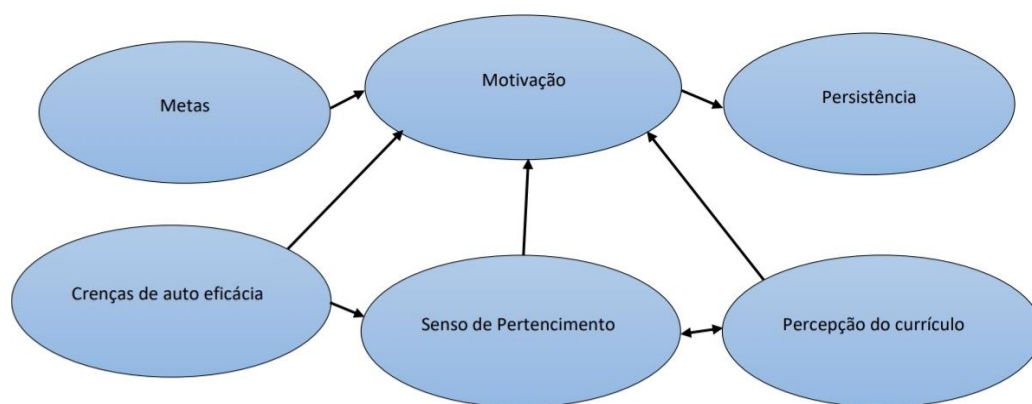 Metas
Motivação
Persistência
Crenças de auto eficácia
Senso de Pertencimento
Percepção do currículo